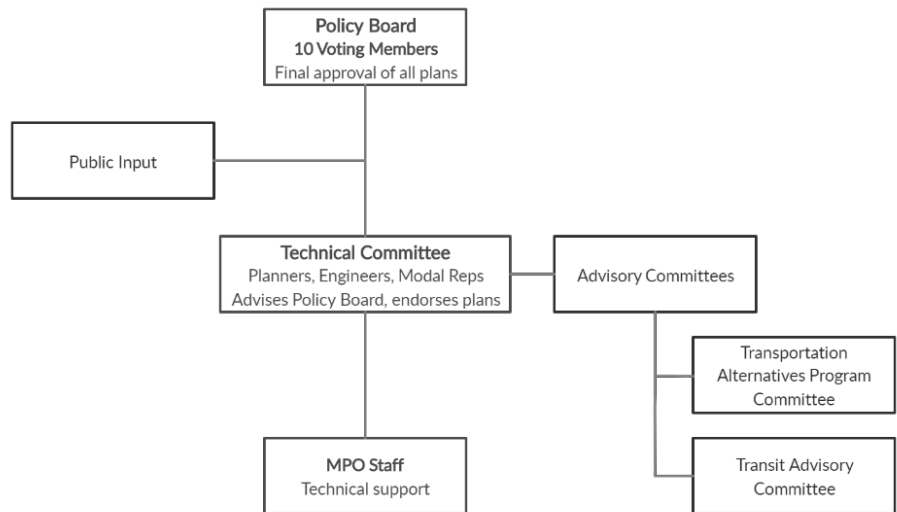 Policy Board
10 Voting Members
Final approval of all plans
Public Input
Technical Committee
Planners, Engineers, Modal Reps
Advises Policy Board, endorses plans
Advisory Committees
Transportation
Alternatives Program
Committee
MPO Staff
Technical support
Transit Advisory
Committee